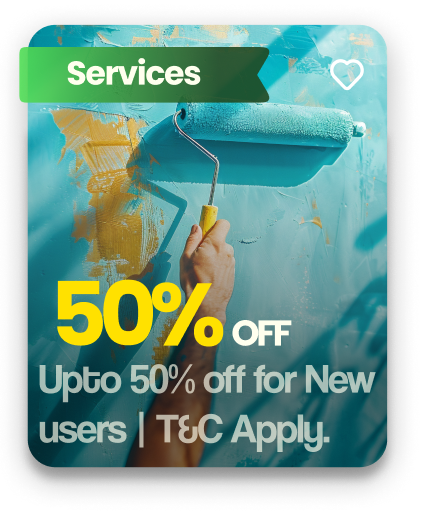 Services
50% OFF
Upto 50% off for New
users | T&C Apply.